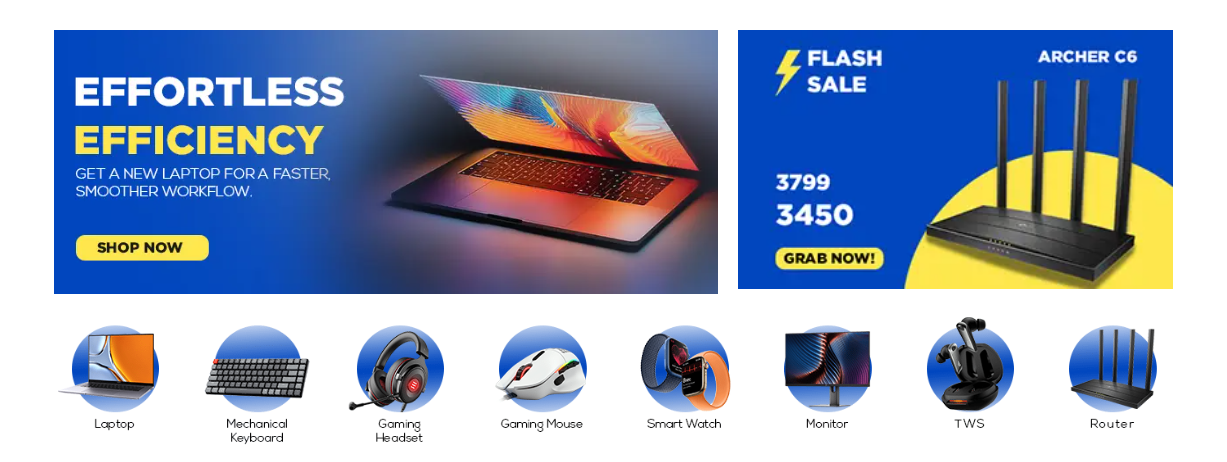 EFFORTLESS
EFFICIENCY
GET A NEW LAPTOP FOR A FASTER,
SMOOTHER WORKFLOW.
SHOP NOW
FLASH
SALE
ARCHER C6
3799
3450
GRAB NOW!
Laptop
Mechanical
Keyboard
Gaming
Headset
Gaming Mouse
Smart Watch
Monitor
TWS
Router